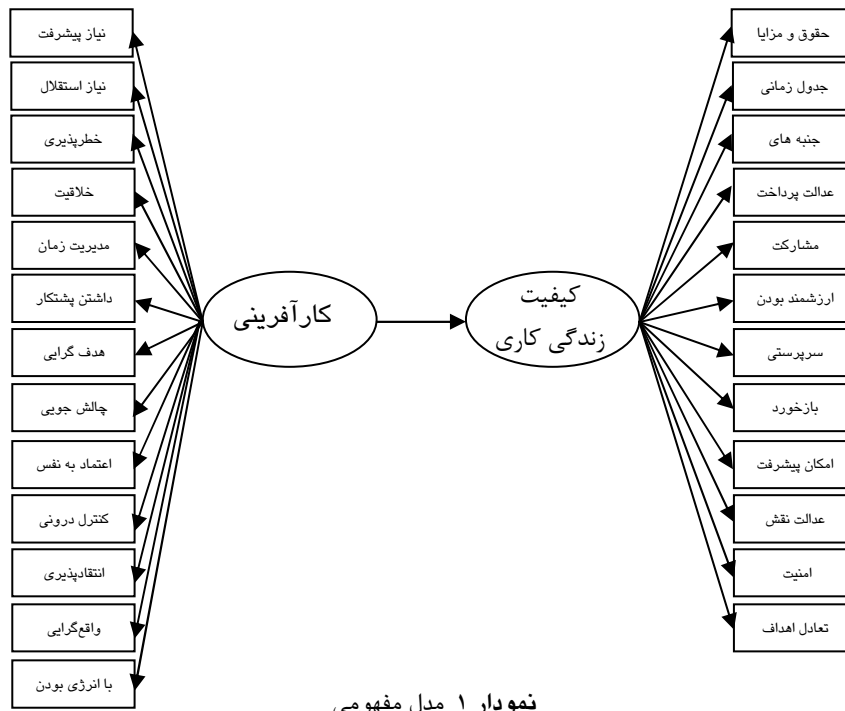 نیاز پیشرفت
نیاز استقلال
خطرپذیری
خلاقیت
مدیریت زمان
داشتن پشتکار
هدف گرایی
چالش جویی
اعتماد به نفس
کنترل درونی
انتقادپذیری
واقع‌گرایی
با انرژی بودن
کارآفرینی
کیفیت
زندگی کاری
حقوق و مزایا
جدول زمانی
جنبه های
عدالت پرداخت
مشارکت
ارزشمند بودن
سرپرستی
بازخورد
امکان پیشرفت
عدالت نقش
امنیت
تعادل اهداف
نمودار ۱ مدل مفهومی